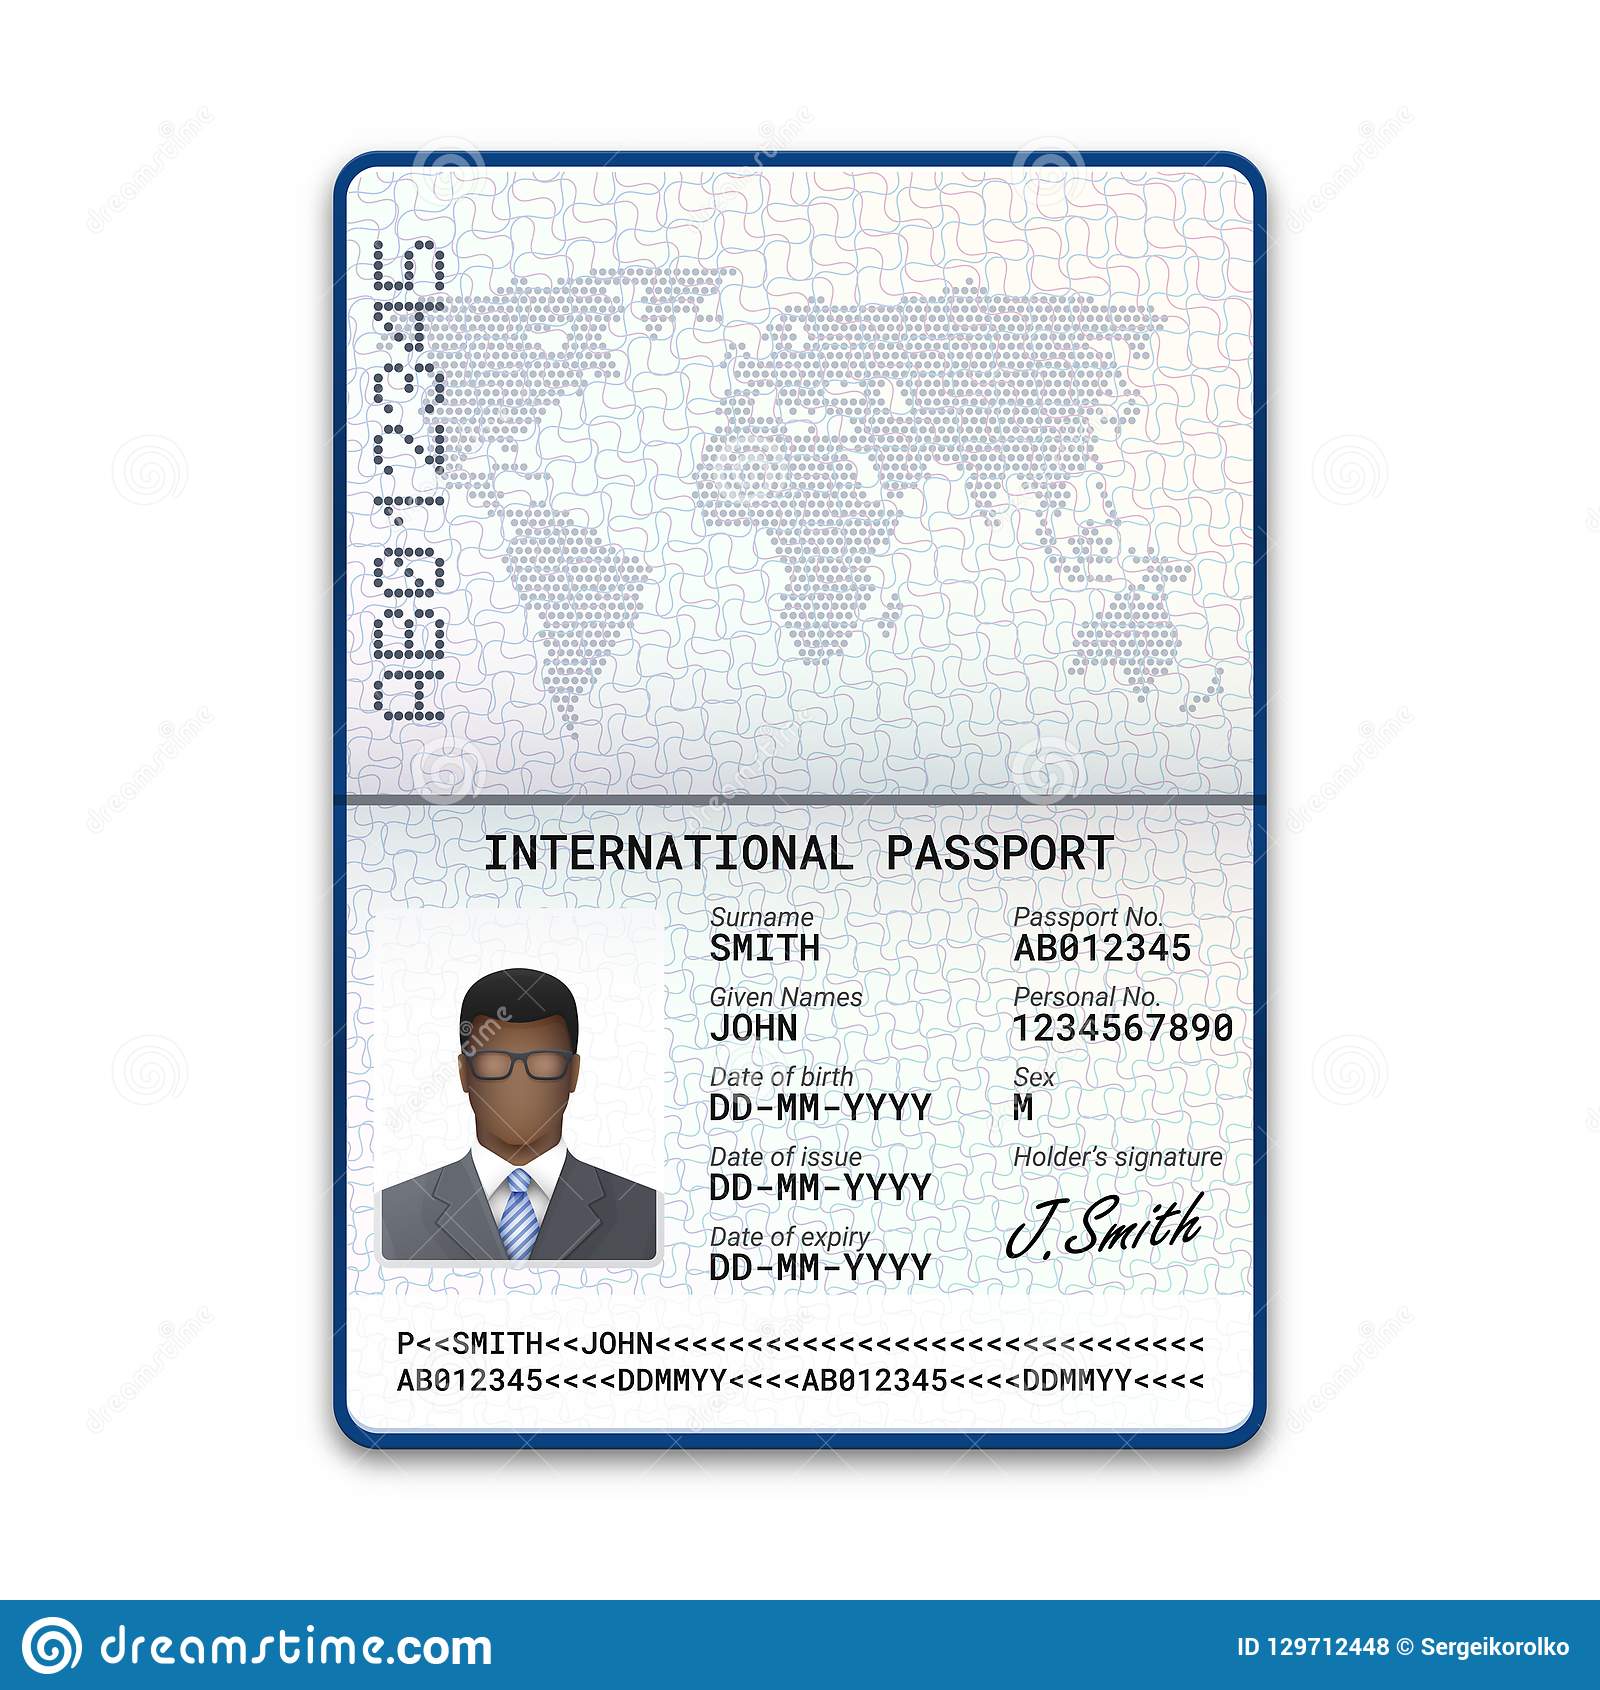 AB012345
INTERNATIONAL PASSPORT
Surname
SMITH
Given Names
JOHN
Date of birth
DD-MM-YYYY
Date of issue
DD-MM-YYYY
Date of expiry
DD-MM-YYYY
Passport No.
AB012345
Personal No.
1234567890
Sex
M
Holder's signature
J. Smith
P<<SMITH<<JOHN<<<<<<<<<<<<<<<<<<<<<<<<<<<<<<
AB012345<<<<DDMMYY<<<<AB012345<<<<DDMMYY<<<<
dreamstime.com
ID 129712448 © Sergeikorolko